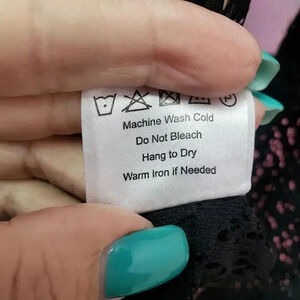 Machine Wash Cold
Do Not Bleach
Hang to Dry
Warm Iron if Needed